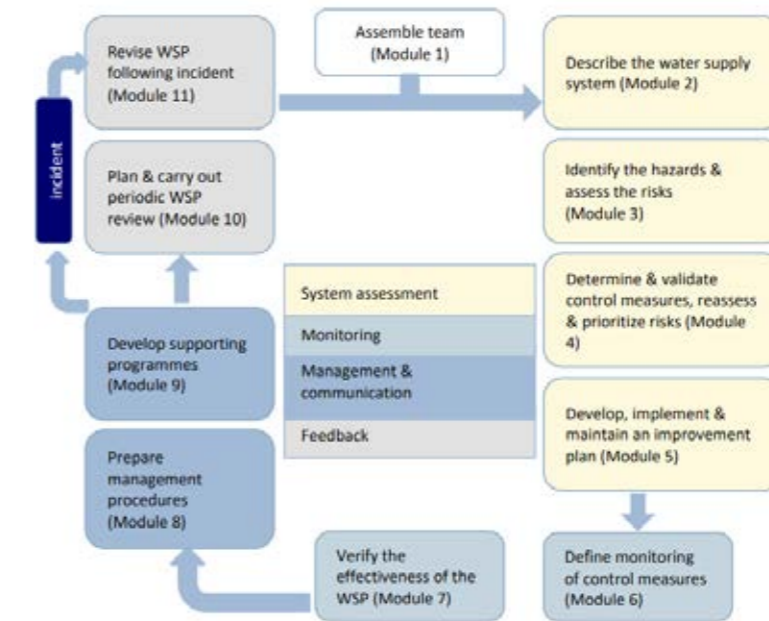 Revise WSP
following incident
(Module 11)
Assemble team
(Module 1)
Describe the water supply
system (Module 2)
incident
Plan & carry out
periodic WSP
review (Module 10)
Identify the hazards &
assess the risks
(Module 3)
Develop supporting
programmes
(Module 9)
System assessment
Monitoring
Management &
communication
Feedback
Determine & validate
control measures, reassess
& prioritize risks (Module
4)
Prepare
management
procedures
(Module 8)
Develop, implement &
maintain an improvement
plan (Module 5)
Verify the
effectiveness of the
WSP (Module 7)
Define monitoring
of control measures
(Module 6)